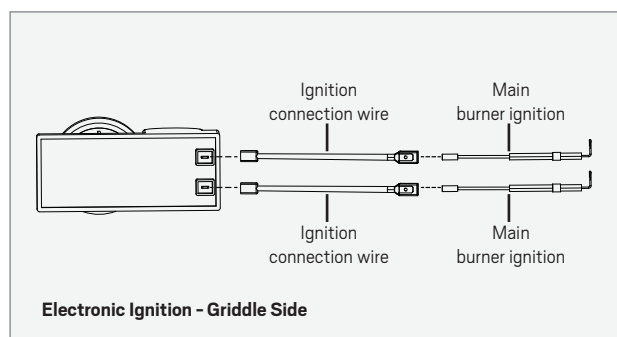 Ignition
connection wire
Main
burner ignition
Ignition
connection wire
Main
burner ignition
Electronic Ignition - Griddle Side